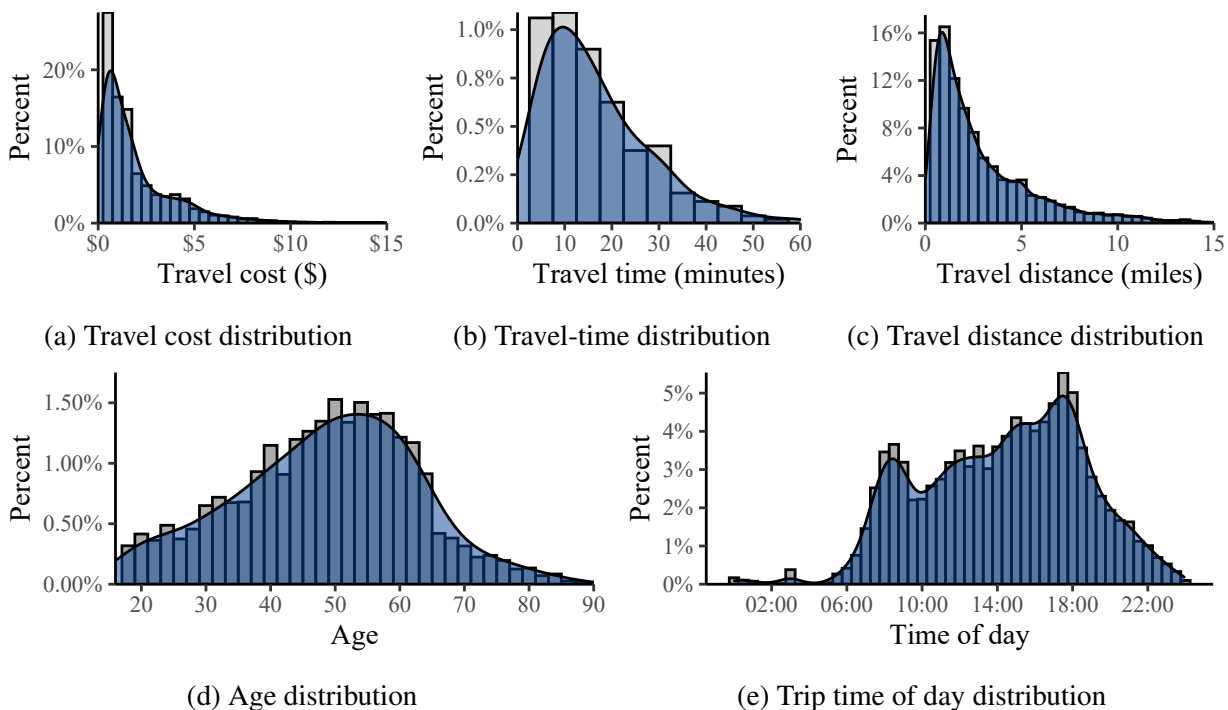 Percent
20%
10%
0%
$0 $5 $10 $15
Travel cost ($)
(a) Travel cost distribution
Percent
1.0%
0.8%
0.5%
0.2%
0.0%
0 10 20 30 40 50 60
Travel time (minutes)
(b) Travel-time distribution
Percent
16%
12%
8%
4%
0%
0 5 10 15
Travel distance (miles)
(c) Travel distance distribution
Percent
1.50%
1.00%
0.50%
0.00%
20 30 40 50 60 70 80 90
Age
(d) Age distribution
Percent
5%
4%
3%
2%
1%
0%
02:00 06:00 10:00 14:00 18:00 22:00
Time of day
(e) Trip time of day distribution